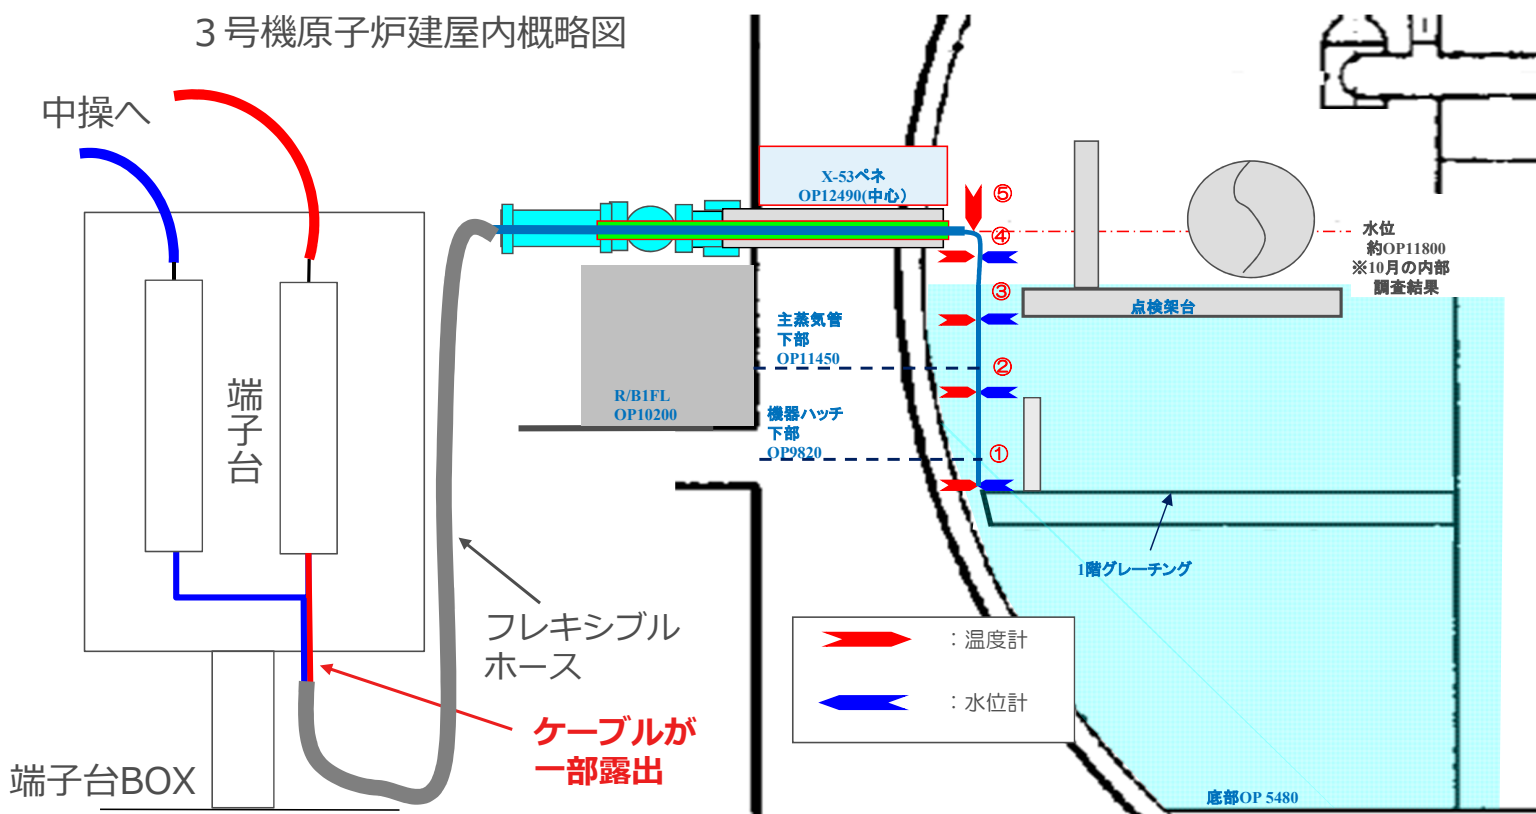 ３号機原子炉建屋内概略図
中操へ
端子台
X-53ペネ
OP12490(中心)
⑤
④
水位
約OP11800
※10月の内部
調査結果
③
点検架台
主蒸気管
下部
OP11450
②
R/B1FL
OP10200
機器ハッチ
下部
OP9820
①
1階グレーチング
フレキシブル
ホース
：温度計
：水位計
ケーブルが
一部露出
端子台BOX
底部OP 5480